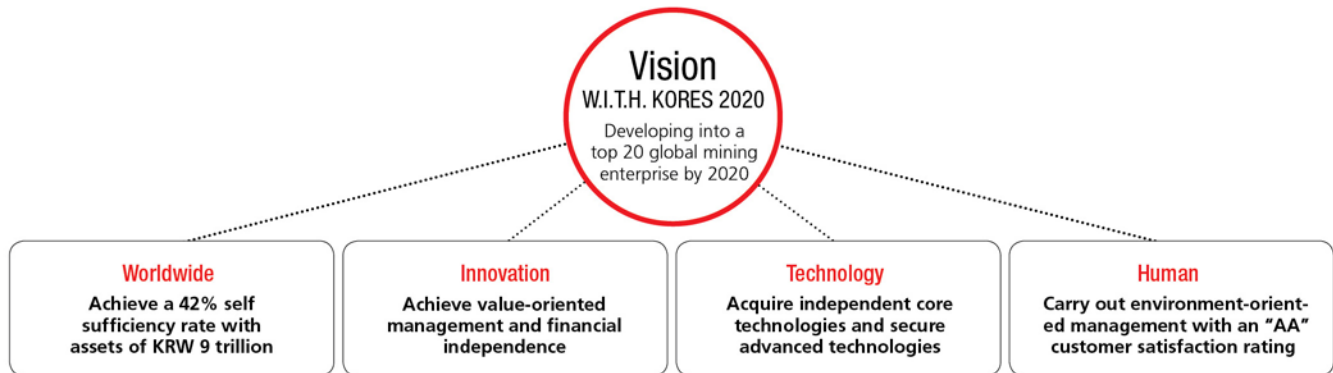 Vision
W.I.T.H. KORES 2020
Developing into a
top 20 global mining
enterprise by 2020
Worldwide
Achieve a 42% self
sufficiency rate with
assets of KRW 9 trillion
Innovation
Achieve value-oriented
management and financial
independence
Technology
Acquire independent core
technologies and secure
advanced technologies
Human
Carry out environment-orient-
ed management with an “AA”
customer satisfaction rating